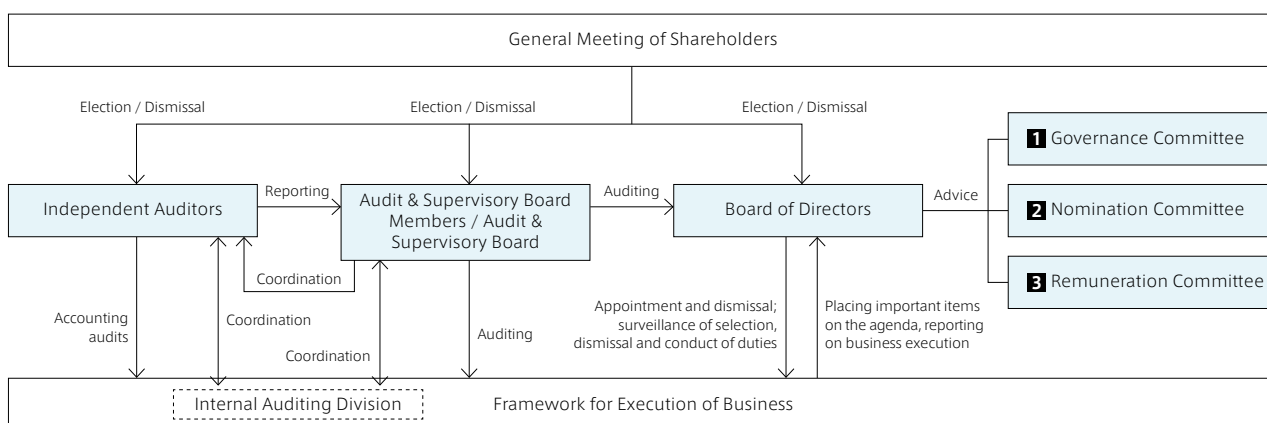 General Meeting of Shareholders
Election / Dismissal
Election / Dismissal
Election / Dismissal
1 Governance Committee
Independent Auditors
Reporting
Audit & Supervisory Board
Members / Audit &
Supervisory Board
Auditing
Board of Directors
Advice
2 Nomination Committee
3 Remuneration Committee
Coordination
Accounting
audits
Coordination
Coordination
Auditing
Appointment and dismissal;
surveillance of selection,
dismissal and conduct of duties
Placing important items
on the agenda, reporting
on business execution
Internal Auditing Division
Framework for Execution of Business